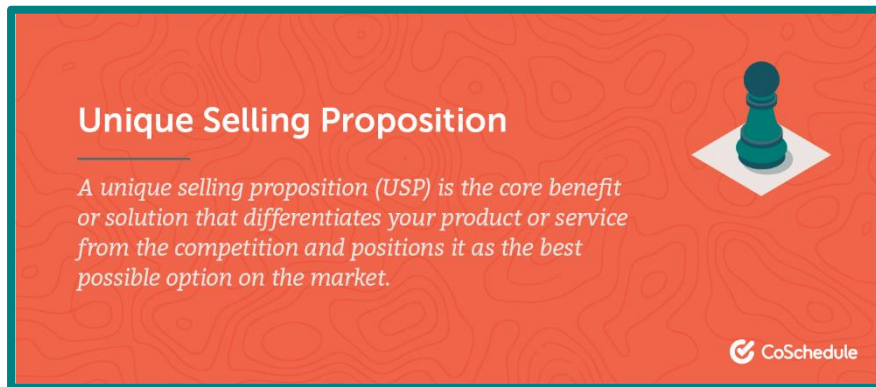 Unique Selling Proposition
A unique selling proposition (USP) is the core benefit
or solution that differentiates your product or service
from the competition and positions it as the best
possible option on the market.
CoSchedule